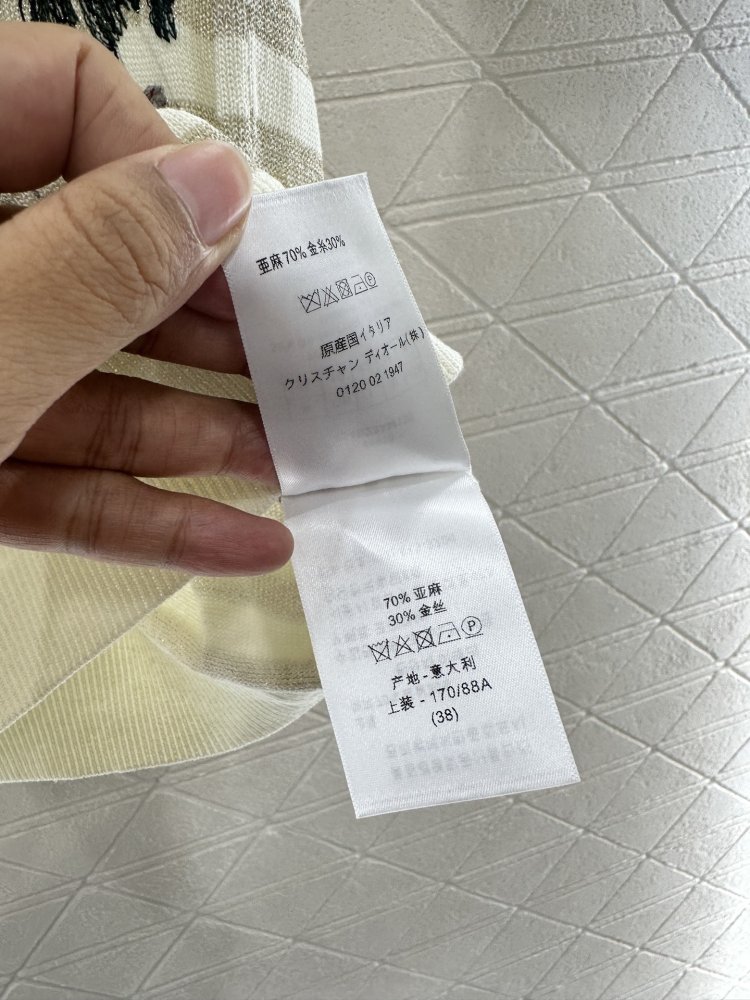 亜麻70% 金糸30%
原産国イタリア
クリスチャン ディオール(株)
0120 02 1947
70% 亚麻
30% 金丝
产地-意大利
上装 - 170/88A
(38)